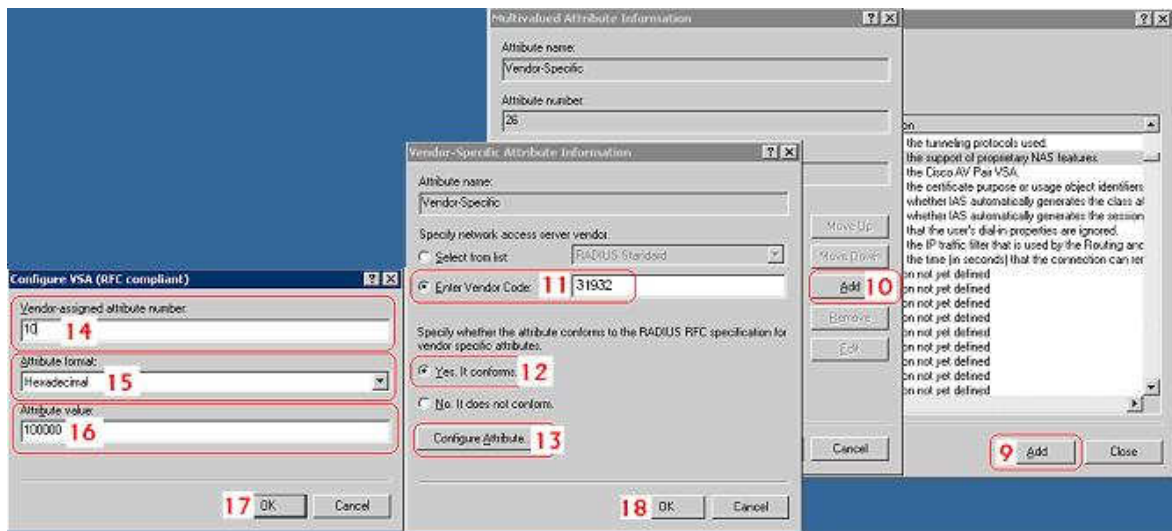 Multivalued Attribute Information
Attribute name:
Vendor-Specific
Attribute number:
26
Move Up
Move Down
Add 10
Remove
Edit
Cancel
on
the tunneling protocols used.
the support of proprietary NAS features.
the Cisco AV Pair VSA.
the certificate purpose or usage object identifiers
whether IAS automatically generates the class at
whether IAS automatically generates the session
that the user's dial-in properties are ignored.
the IP traffic filter that is used by the Routing and
the time (in seconds) that the connection can rem
on not yet defined
on not yet defined
on not yet defined
on not yet defined
on not yet defined
on not yet defined
on not yet defined
on not yet defined
on not yet defined
9 Add
Close
Vendor-Specific Attribute Information
Attribute name:
Vendor-Specific
Specify network access server vendor.
Select from list:
RADIUS Standard
Enter Vendor Code: 11 31932
Specify whether the attribute conforms to the RADIUS RFC specification for
vendor specific attributes.
Yes. It conforms. 12
No. It does not conform.
Configure Attribute... 13
18 OK
Cancel
Configure VSA (RFC compliant)
Vendor-assigned attribute number:
10 14
Attribute format:
Hexadecimal 15
Attribute value:
100000 16
17 OK
Cancel